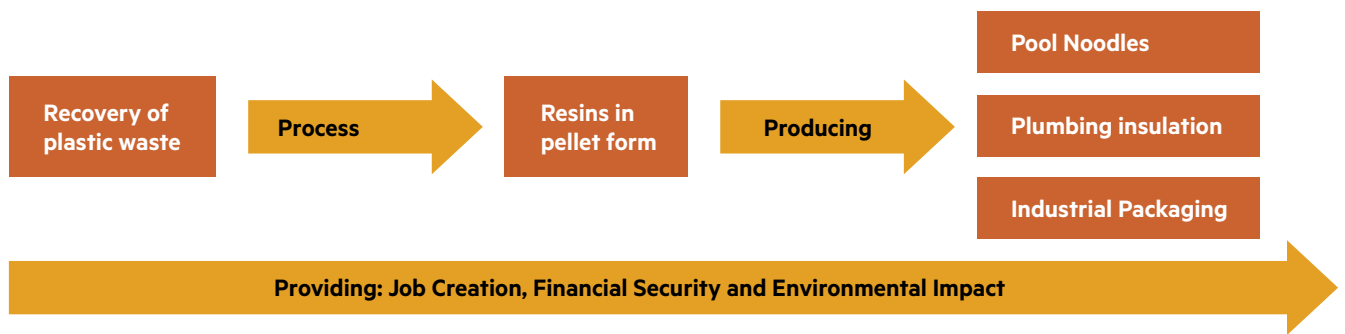 Recovery of
plastic waste
Process
Resins in
pellet form
Producing
Pool Noodles
Plumbing insulation
Industrial Packaging
Providing: Job Creation, Financial Security and Environmental Impact